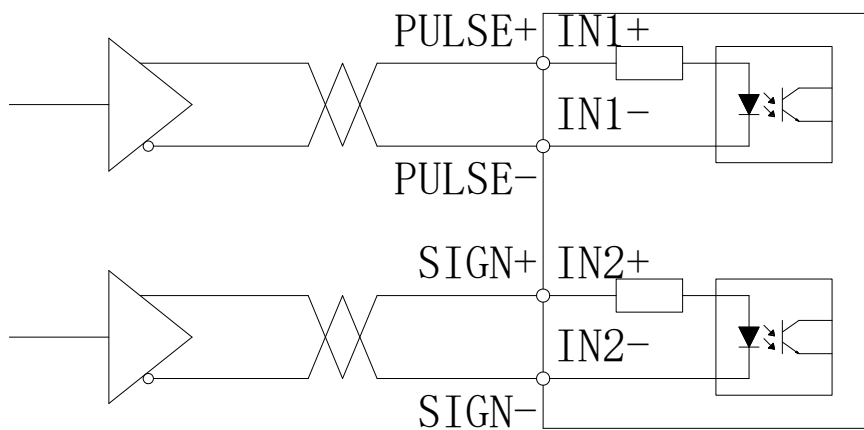 PULSE+ IN1+
IN1-
PULSE-
SIGN+ IN2+
IN2-
SIGN-